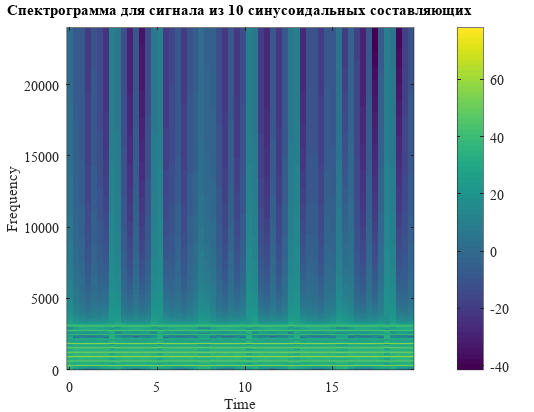 Спектрограмма для сигнала из 10 синусоидальных составляющих
Frequency
20000
15000
10000
5000
0
0 5 10 15
Time
60
40
20
0
-20
-40